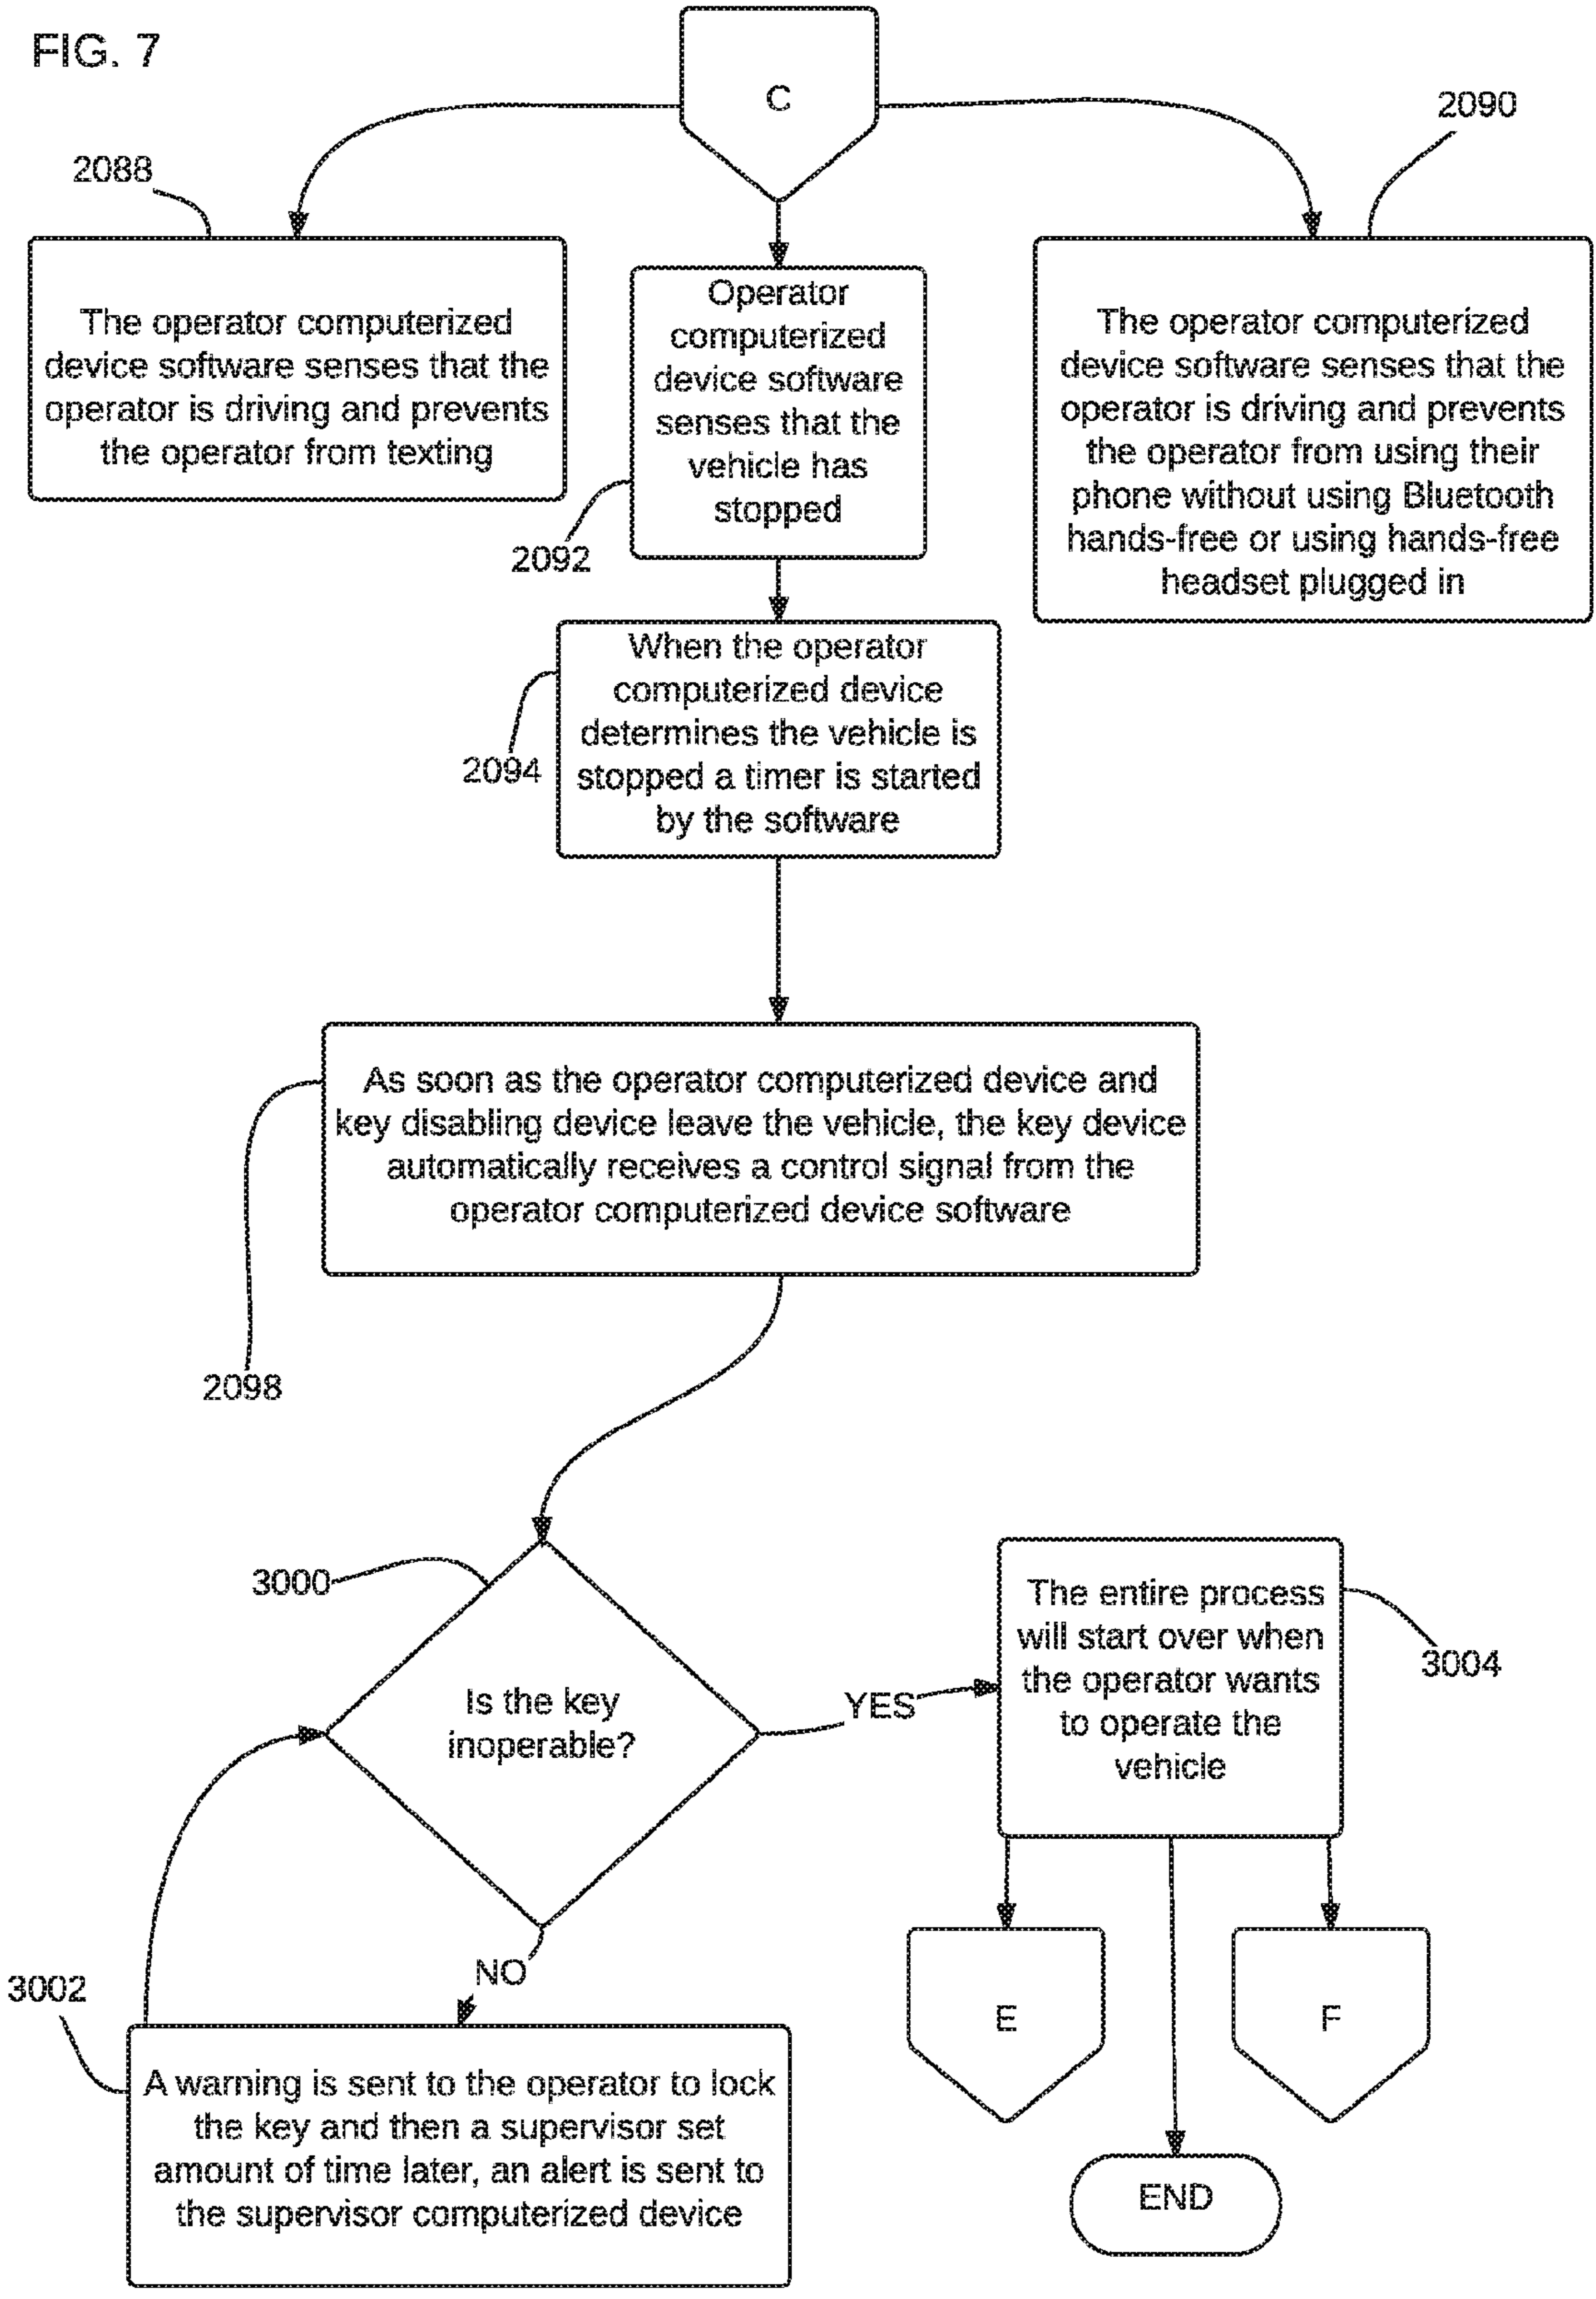 FIG. 7
C
2088
2090
The operator computerized
device software senses that the
operator is driving and prevents
the operator from texting
Operator
computerized
device software
senses that the
vehicle has
stopped
The operator computerized
device software senses that the
operator is driving and prevents
the operator from using their
phone without using Bluetooth
hands-free or using hands-free
headset plugged in
2092
When the operator
computerized device
determines the vehicle is
stopped a timer is started
by the software
2094
As soon as the operator computerized device and
key disabling device leave the vehicle, the key device
automatically receives a control signal from the
operator computerized device software
2098
3000
Is the key
inoperable?
YES
The entire process
will start over when
the operator wants
to operate the
vehicle
3004
NO
3002
A warning is sent to the operator to lock
the key and then a supervisor set
amount of time later, an alert is sent to
the supervisor computerized device
E
F
END